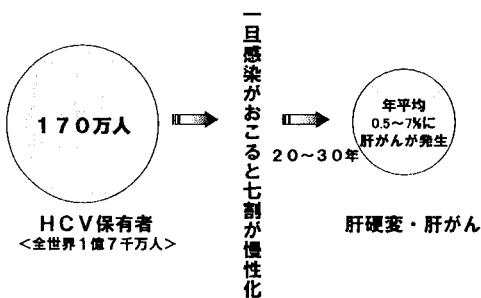 170万人
HCV保有者
<全世界1億7千万人>
一旦感染がおこると七割が慢性化
20～30年
年平均
0.5～7%に
肝がんが発生
肝硬変・肝がん